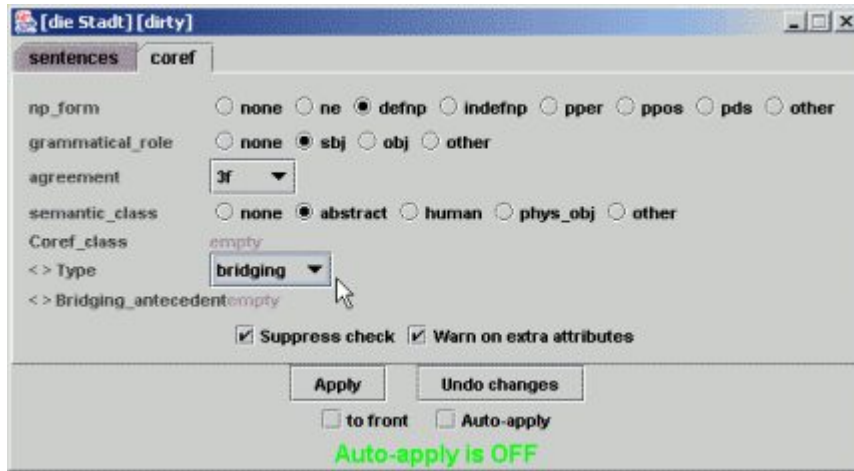 [die Stadt] [dirty]
sentences coref
np_form none ne defnp indefnp pper ppos pds other
grammatical_role none sbj obj other
agreement 3f
semantic_class none abstract human phys_obj other
Coref_class empty
< > Type bridging
< > Bridging_antecedent empty
Suppress check Warn on extra attributes
Apply Undo changes
to front Auto-apply
Auto-apply is OFF